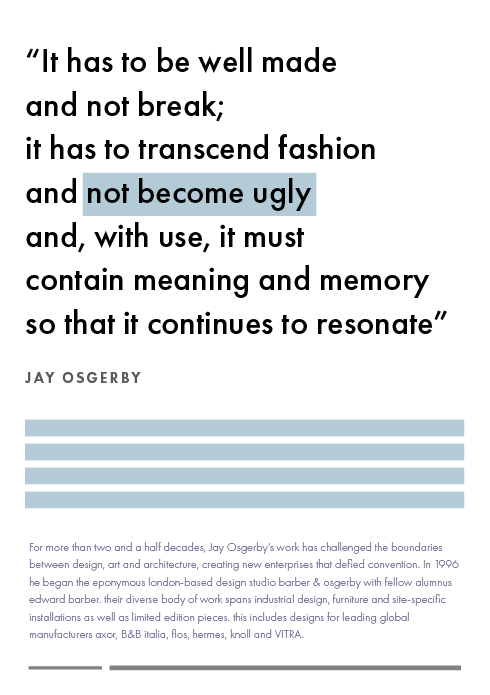 “It has to be well made
and not break;
it has to transcend fashion
and not become ugly
and, with use, it must
contain meaning and memory
so that it continues to resonate”
JAY OSGERBY
For more than two and a half decades, Jay Osgerby's work has challenged the boundaries
between design, art and architecture, creating new enterprises that defied convention. In 1996
he began the eponymous london-based design studio barber & osgerby with fellow alumnus
edward barber. their diverse body of work spans industrial design, furniture and site-specific
installations as well as limited edition pieces. this includes designs for leading global
manufacturers axor, B&B italia, flos, hermes, knoll and VITRA.